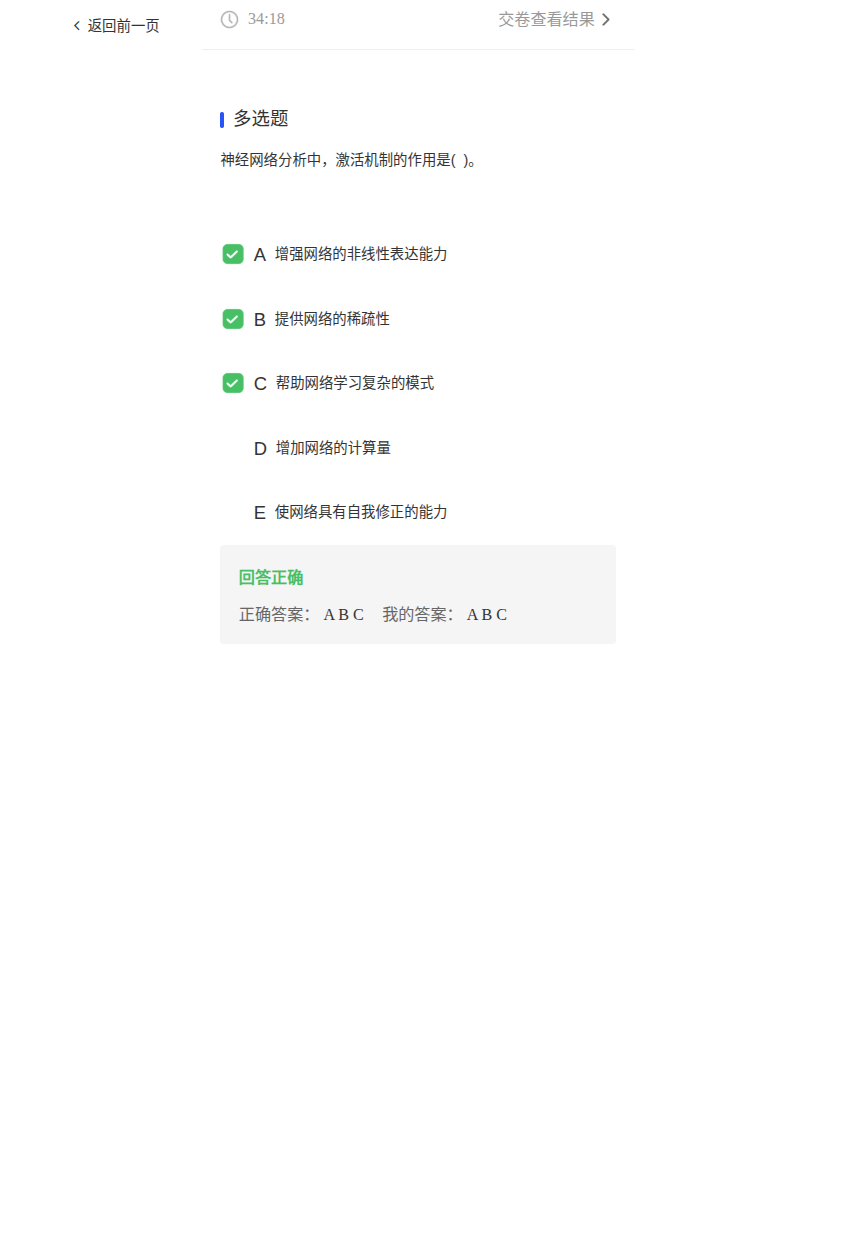 返回前一页
34:18
交卷查看结果
多选题
神经网络分析中，激活机制的作用是( )。
A 增强网络的非线性表达能力
B 提供网络的稀疏性
C 帮助网络学习复杂的模式
D 增加网络的计算量
E 使网络具有自我修正的能力
回答正确
正确答案： A B C 我的答案： A B C